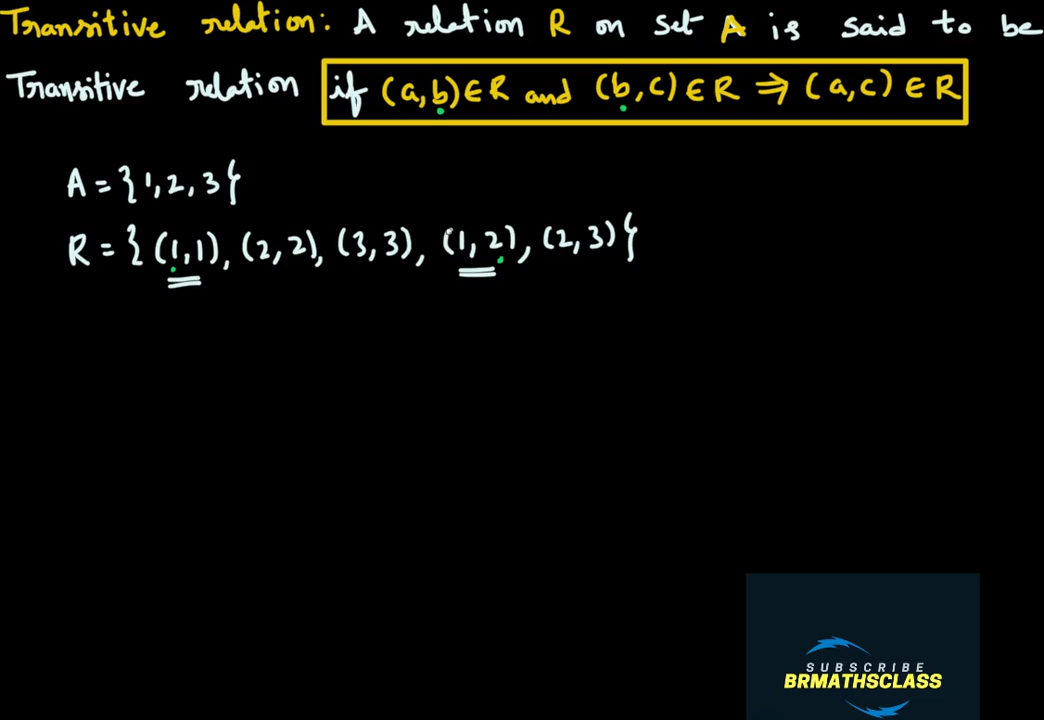 Transitive relation: A relation R on set A is said to be
Transitive relation if (a,b)∈R and (b,c)∈R ⇒ (a,c)∈R
A={1,2,3}
R={(1,1),(2,2),(3,3),(1,2),(2,3)}
SUBSCRIBE
BRMATHSCLASS